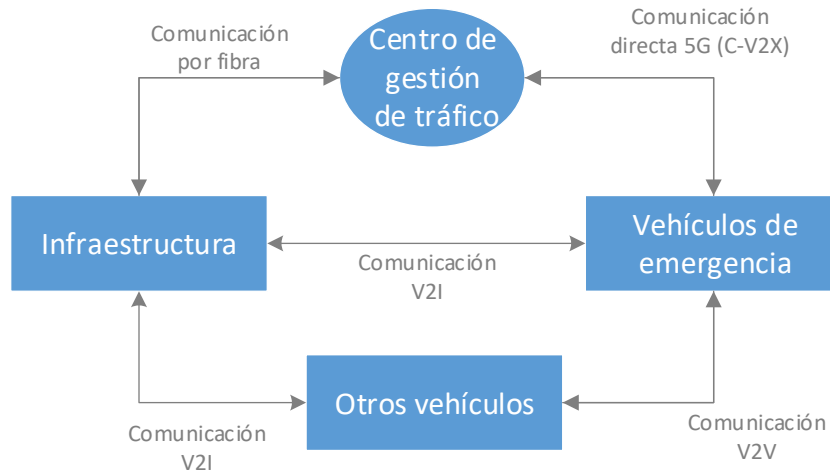 Comunicación
por fibra
Centro de
gestión
de tráfico
Comunicación
directa 5G (C-V2X)
Infraestructura
Vehículos de
emergencia
Comunicación
V2I
Otros vehículos
Comunicación
V2I
Comunicación
V2V